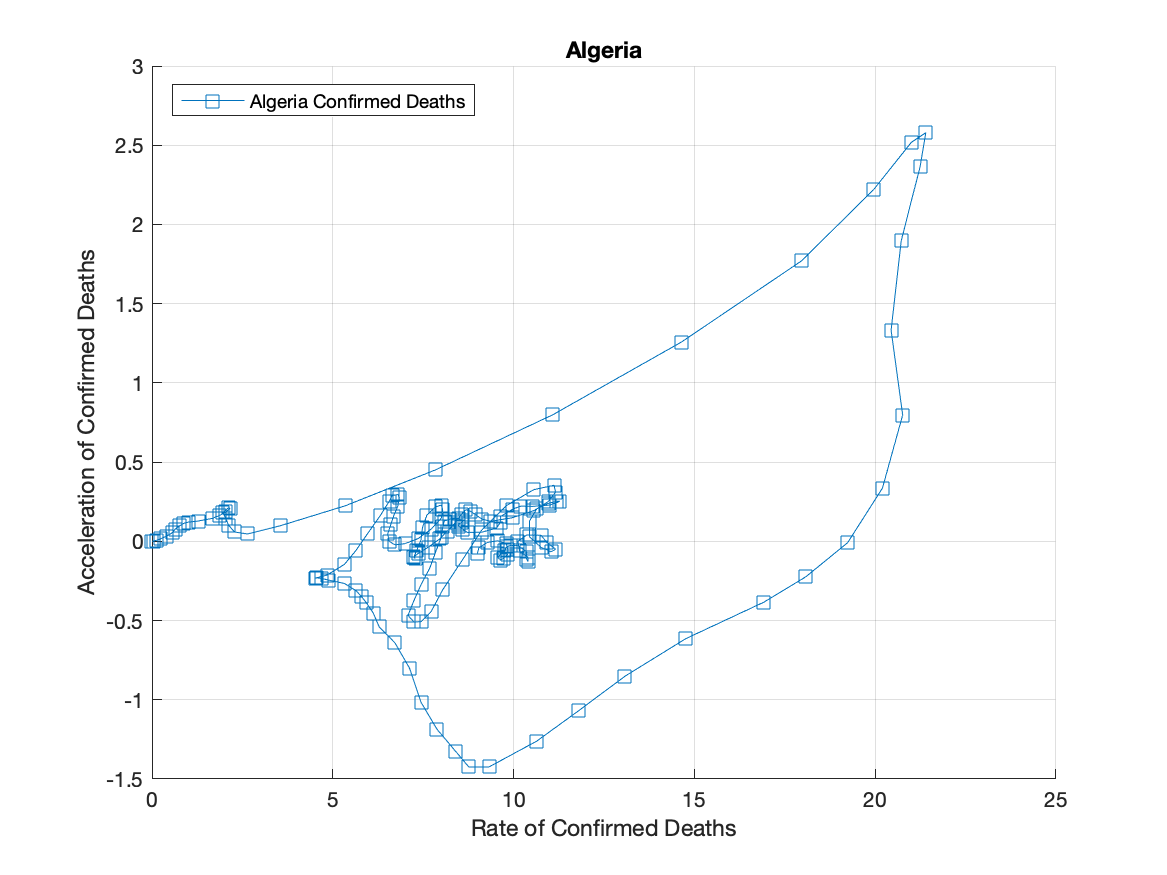 Algeria
Algeria Confirmed Deaths
3
2.5
2
1.5
1
0.5
0
-0.5
-1
-1.5
Acceleration of Confirmed Deaths
0 5 10 15 20 25
Rate of Confirmed Deaths